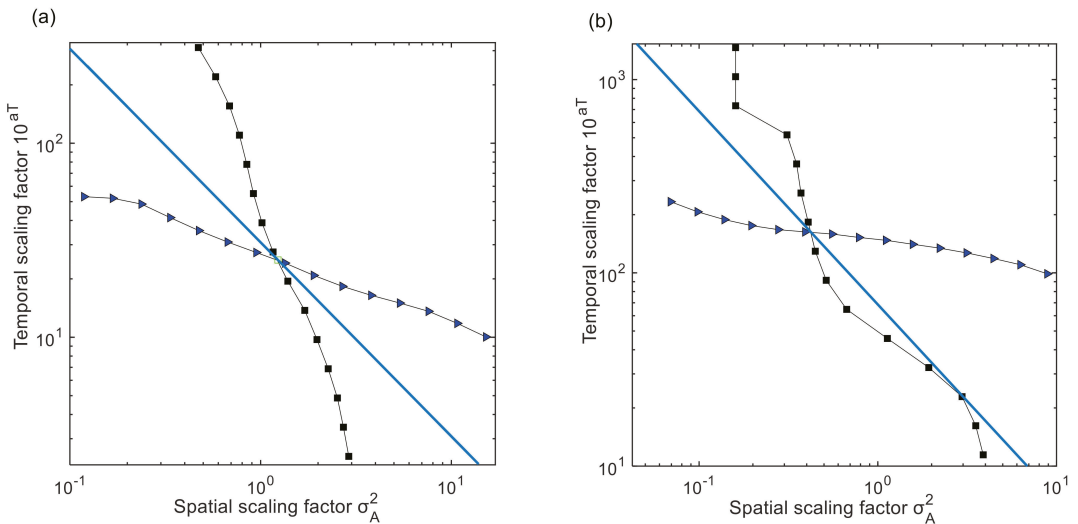 (a)
Temporal scaling factor 10^aT
10^2
10^1
10^-1
10^0
10^1
Spatial scaling factor σ_A^2
(b)
Temporal scaling factor 10^aT
10^3
10^2
10^1
10^-1
10^0
10^1
Spatial scaling factor σ_A^2